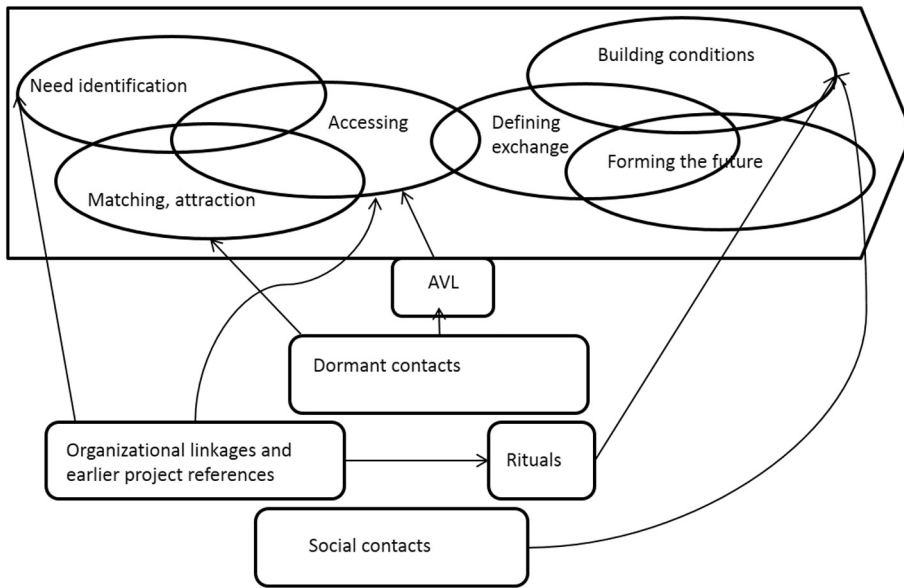 Need identification
Matching, attraction
Accessing
Defining
exchange
Building conditions
Forming the future
AVL
Dormant contacts
Organizational linkages and
earlier project references
Rituals
Social contacts